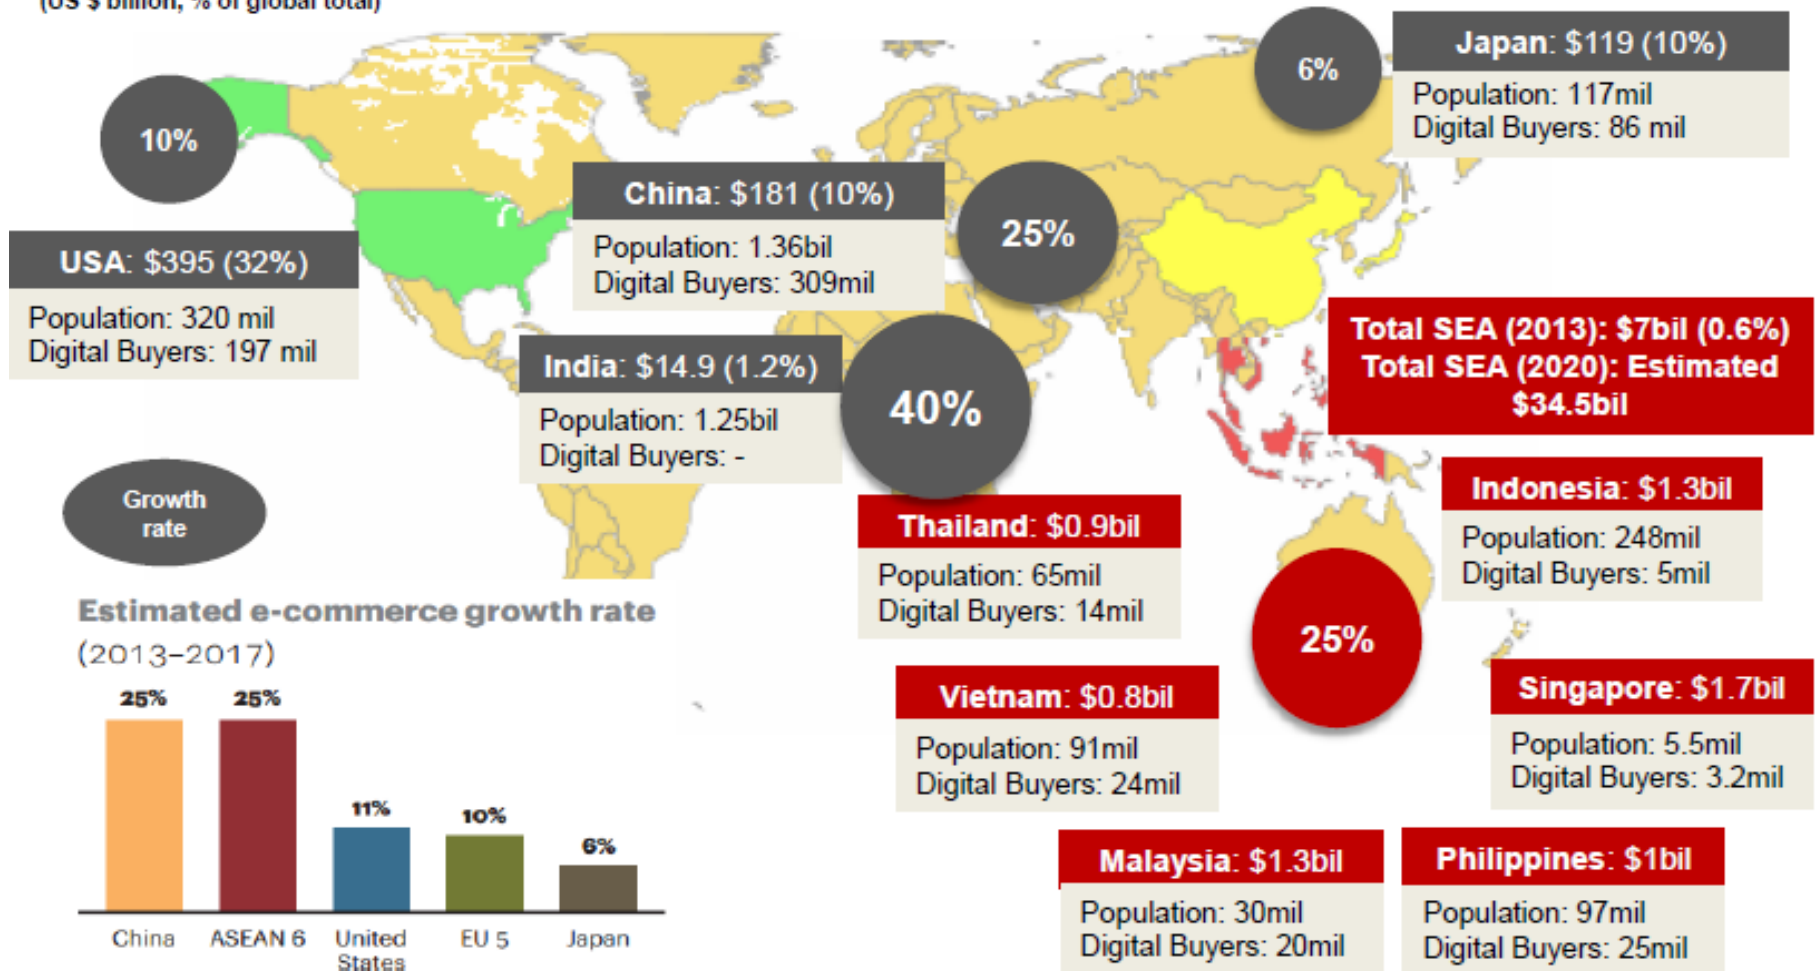 (US $ billion, % of global total)
6%
Japan: $119 (10%)
Population: 117mil
Digital Buyers: 86 mil
10%
China: $181 (10%)
Population: 1.36bil
Digital Buyers: 309mil
25%
USA: $395 (32%)
Population: 320 mil
Digital Buyers: 197 mil
Total SEA (2013): $7bil (0.6%)
Total SEA (2020): Estimated
$34.5bil
India: $14.9 (1.2%)
Population: 1.25bil
Digital Buyers: -
40%
Growth
rate
Indonesia: $1.3bil
Population: 248mil
Digital Buyers: 5mil
Thailand: $0.9bil
Population: 65mil
Digital Buyers: 14mil
25%
Vietnam: $0.8bil
Population: 91mil
Digital Buyers: 24mil
Singapore: $1.7bil
Population: 5.5mil
Digital Buyers: 3.2mil
Malaysia: $1.3bil
Population: 30mil
Digital Buyers: 20mil
Philippines: $1bil
Population: 97mil
Digital Buyers: 25mil
Estimated e-commerce growth rate
(2013–2017)
25%
25%
11%
10%
6%
China
ASEAN 6
United
States
EU 5
Japan